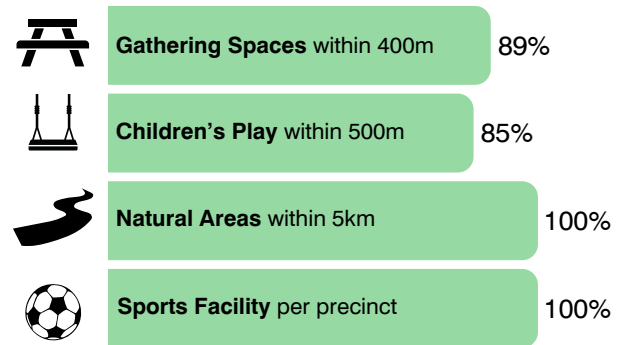 Gathering Spaces within 400m 89%
Children's Play within 500m 85%
Natural Areas within 5km 100%
Sports Facility per precinct 100%